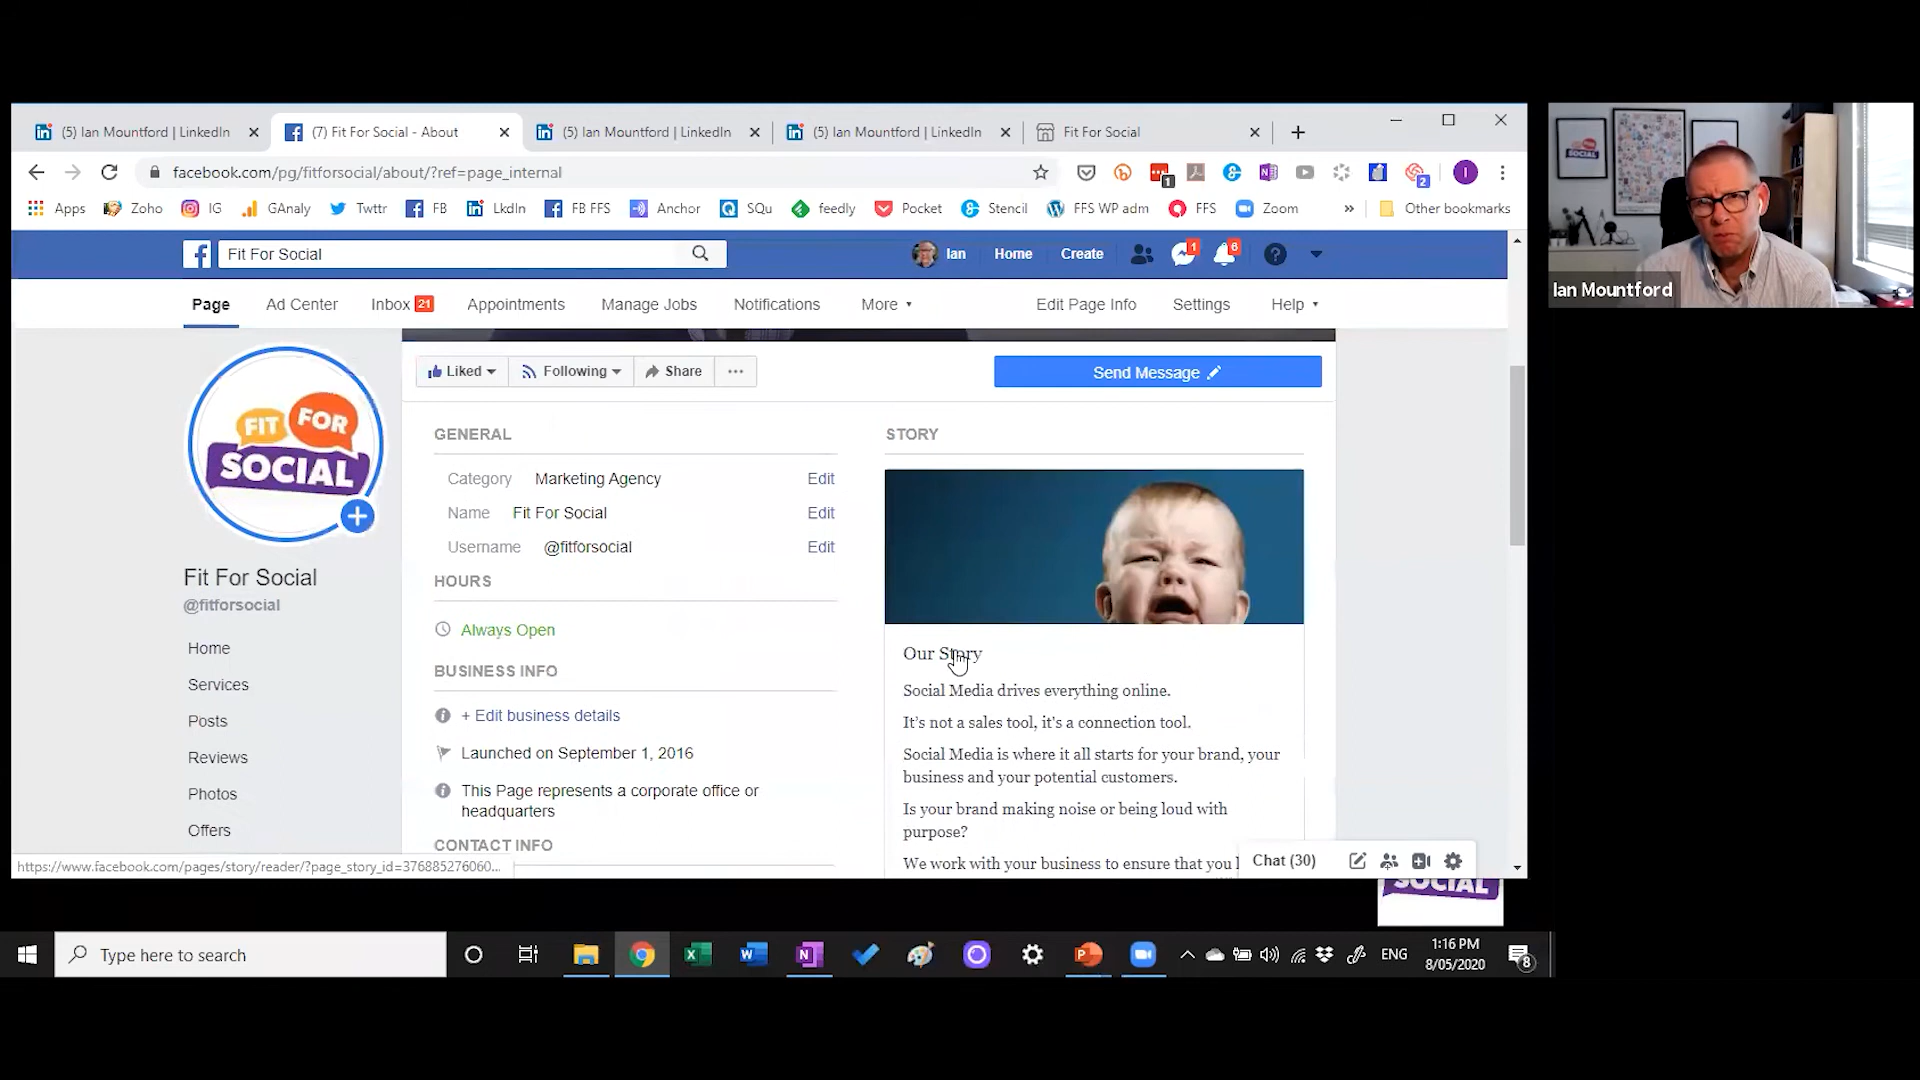 (5) Ian Mountford | LinkedIn
(7) Fit For Social - About
(5) Ian Mountford | LinkedIn
(5) Ian Mountford | LinkedIn
Fit For Social
facebook.com/pg/fitforsocial/about/?ref=page_internal
1
2
I
Apps
Zoho
IG
GAnaly
Twttr
FB
LkdIn
FB FFS
Anchor
SQu
feedly
Pocket
Stencil
FFS WP adm
FFS
Zoom
»
Other bookmarks
Fit For Social
Ian
Home
Create
1
6
Page
Ad Center
Inbox 21
Appointments
Manage Jobs
Notifications
More
Edit Page Info
Settings
Help
Liked
Following
Share
...
Send Message
FIT FOR
SOCIAL
Fit For Social
@fitforsocial
Home
Services
Posts
Reviews
Photos
Offers
GENERAL
Category Marketing Agency Edit
Name Fit For Social Edit
Username @fitforsocial Edit
HOURS
Always Open
BUSINESS INFO
+ Edit business details
Launched on September 1, 2016
This Page represents a corporate office or
headquarters
CONTACT INFO
STORY
Our Story
Social Media drives everything online.
It's not a sales tool, it's a connection tool.
Social Media is where it all starts for your brand, your
business and your potential customers.
Is your brand making noise or being loud with
purpose?
We work with your business to ensure that you
Chat (30)
https://www.facebook.com/pages/story/reader/?page_story_id=376885276060...
SOCIAL
Ian Mountford
SOCIAL
Type here to search
ENG
1:16 PM
8/05/2020
8